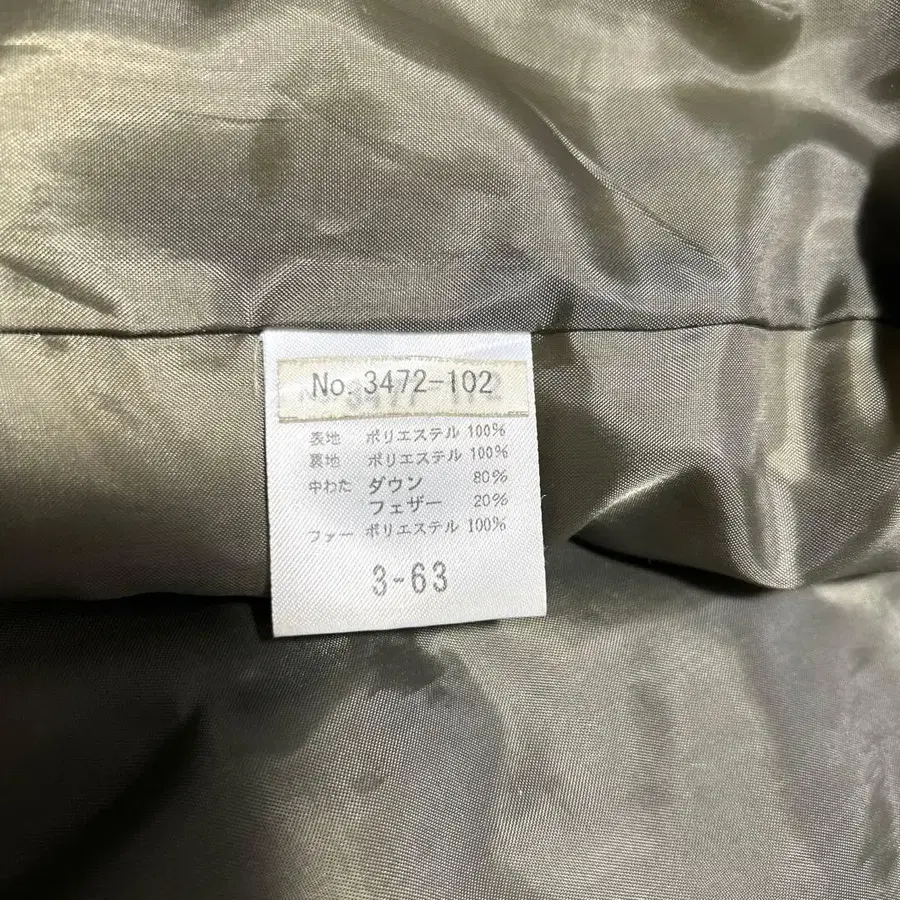 No. 3472-102
表地 ポリエステル 100%
裏地 ポリエステル 100%
中わた ダウン 80%
フェザー 20%
ファー ポリエステル 100%
3-63